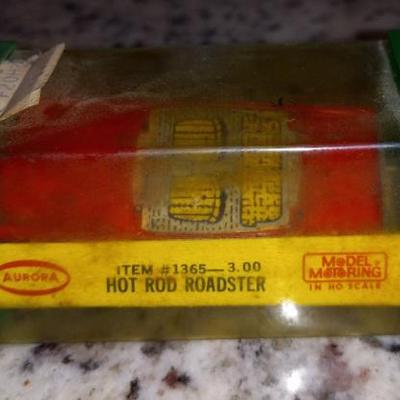 AURORA
ITEM #1365—3.00
HOT ROD ROADSTER
MODEL
MOTORING
IN HO SCALE